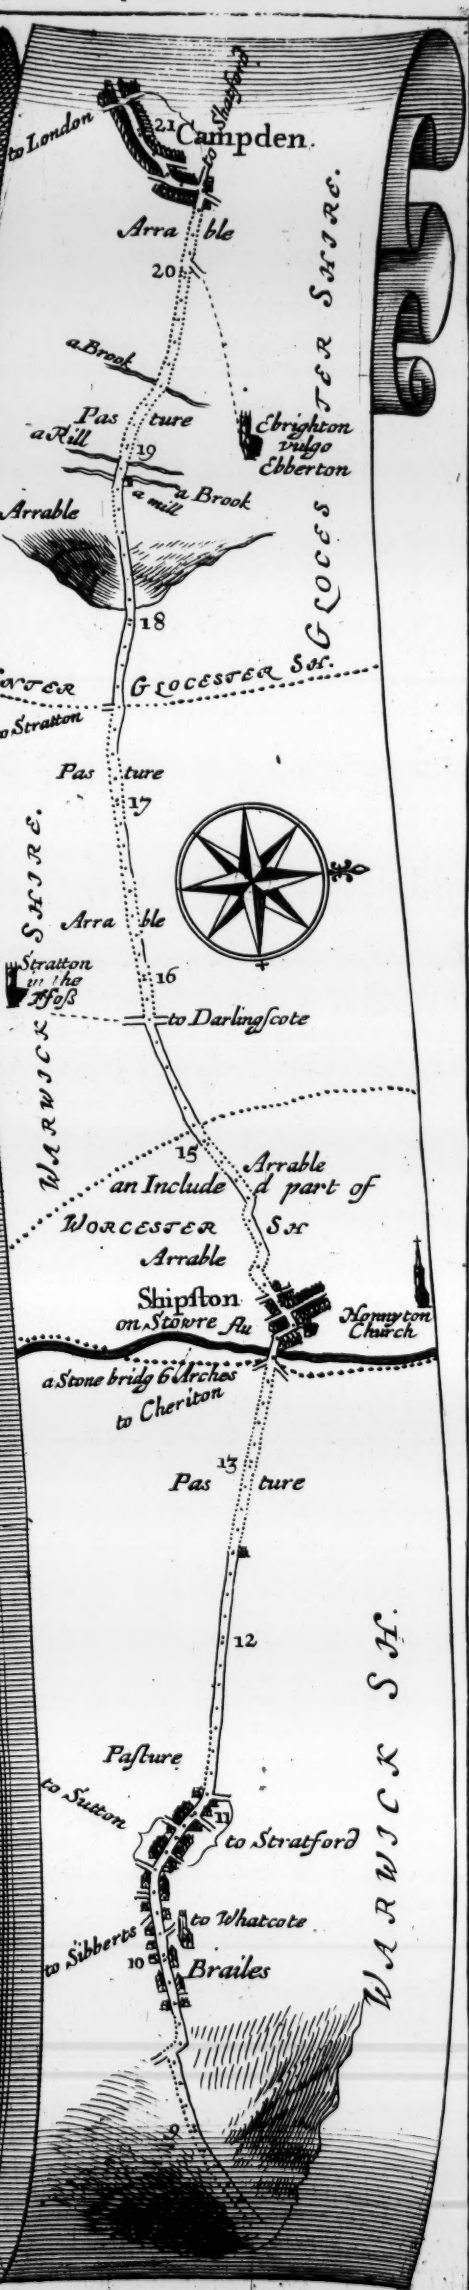 to London
21
Campden.
to Stratford
Arra ble
20
a Brook
Pas ture
a Rill
19
a mill
a Brook
Ebrighton
vulgo
Ebberton
Arrable
GLOCESTER SHIRE.
18
ENTER GLOCESTER SH.
to Stratton
Pas ture
17
WARWICK SHIRE.
Arra ble
Stratton
in the
Ffoß
16
to Darlingſcote
15
Arrable
an Include d part of
WORCESTER SH
Arrable
Shipſton
on Stowre flu
Honnyton
Church
a Stone bridg 6 Arches
to Cheriton
13
Pas ture
12
WARWICK SH.
Paſture
to Sutton
11
to Stratford
to Whatcote
to Sibberts
10
Brailes
9